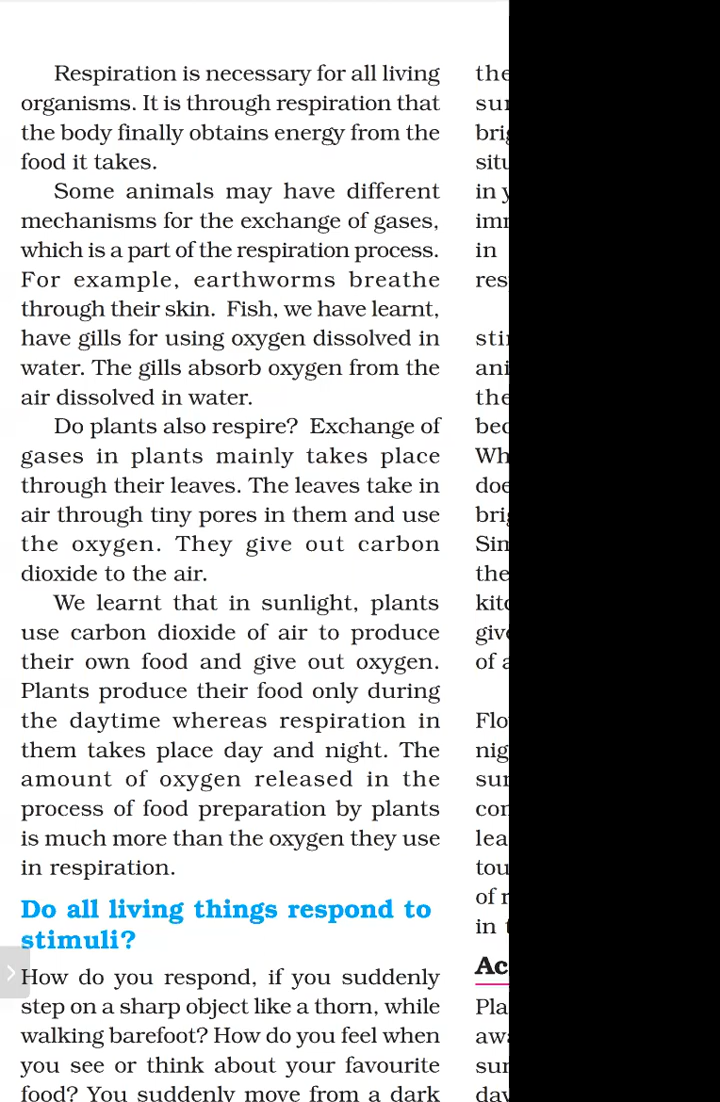 Respiration is necessary for all living
organisms. It is through respiration that
the body finally obtains energy from the
food it takes.
Some animals may have different
mechanisms for the exchange of gases,
which is a part of the respiration process.
For example, earthworms breathe
through their skin. Fish, we have learnt,
have gills for using oxygen dissolved in
water. The gills absorb oxygen from the
air dissolved in water.
Do plants also respire? Exchange of
gases in plants mainly takes place
through their leaves. The leaves take in
air through tiny pores in them and use
the oxygen. They give out carbon
dioxide to the air.
We learnt that in sunlight, plants
use carbon dioxide of air to produce
their own food and give out oxygen.
Plants produce their food only during
the daytime whereas respiration in
them takes place day and night. The
amount of oxygen released in the
process of food preparation by plants
is much more than the oxygen they use
in respiration.
Do all living things respond to
stimuli?
How do you respond, if you suddenly
step on a sharp object like a thorn, while
walking barefoot? How do you feel when
you see or think about your favourite
food? You suddenly move from a dark
in
of
in